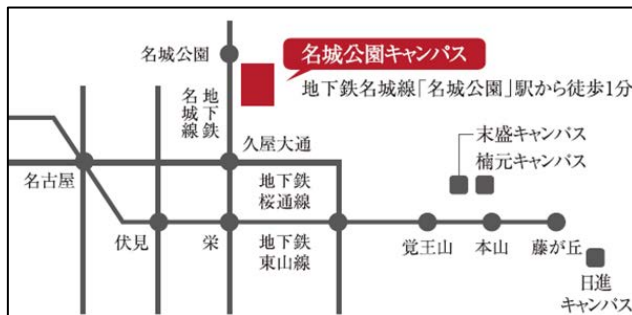 名城公園
名城公園キャンパス
地下鉄名城線「名城公園」駅から徒歩1分
地下鉄
名城線
久屋大通
末盛キャンパス
楠元キャンパス
名古屋
地下鉄
桜通線
伏見
栄
地下鉄
東山線
覚王山
本山
藤が丘
日進
キャンパス